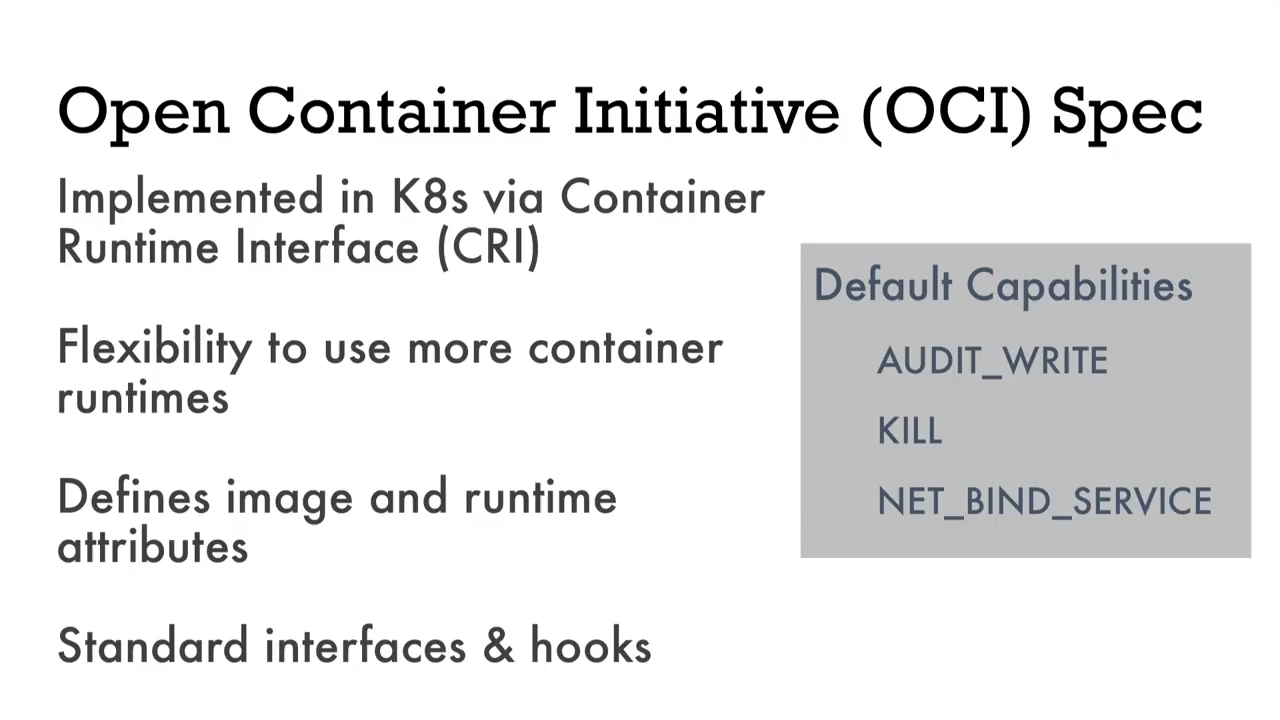 Open Container Initiative (OCI) Spec
Implemented in K8s via Container
Runtime Interface (CRI)
Flexibility to use more container
runtimes
Defines image and runtime
attributes
Standard interfaces & hooks
Default Capabilities
AUDIT_WRITE
KILL
NET_BIND_SERVICE